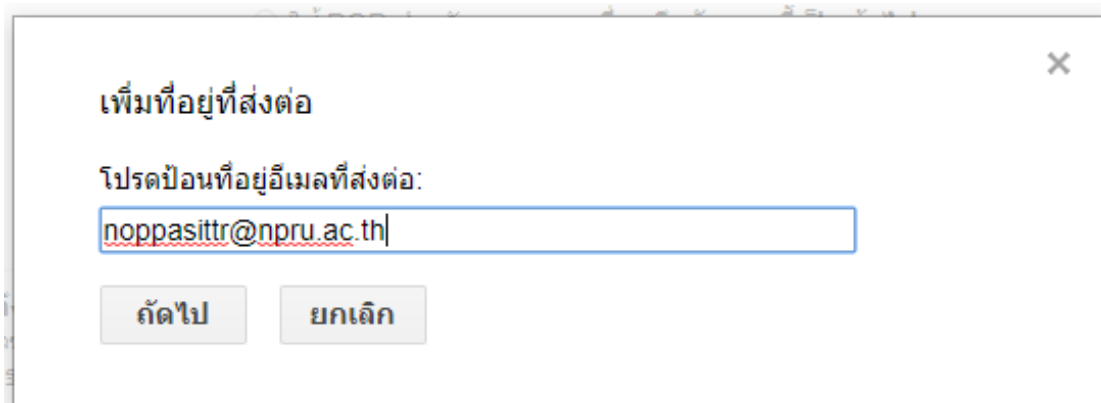 เพิ่มที่อยู่ที่ส่งต่อ
โปรดป้อนที่อยู่อีเมลที่ส่งต่อ:
noppasittr@npru.ac.th
ถัดไป
ยกเลิก